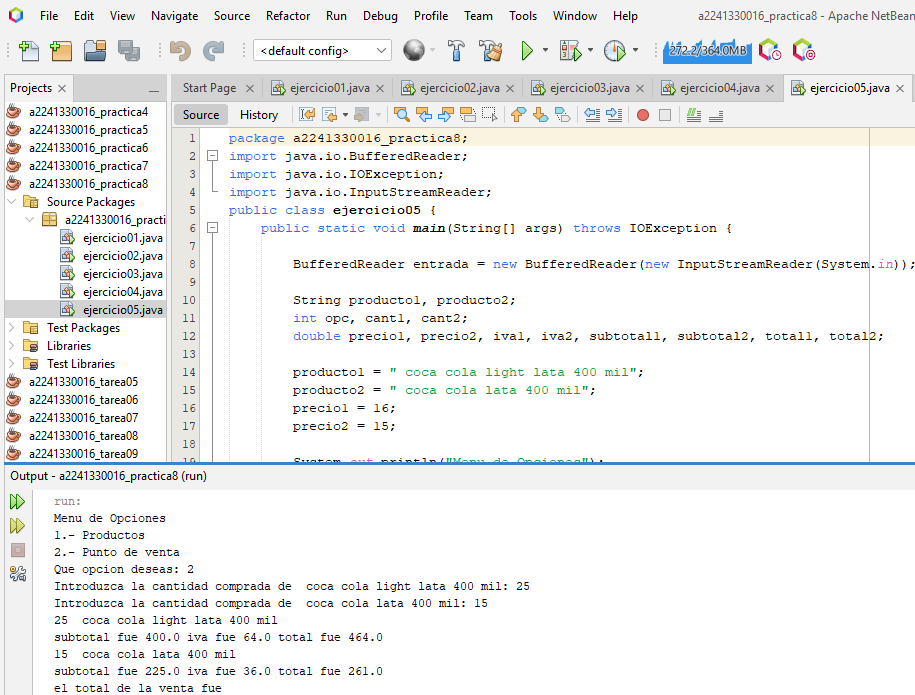 File Edit View Navigate Source Refactor Run Debug Profile Team Tools Window Help a2241330016_practica8 - Apache NetBean
<default config> 272.2/364.0MB
Projects Start Page ejercicio01.java ejercicio02.java ejercicio03.java ejercicio04.java ejercicio05.java
Source History
a2241330016_practica4
a2241330016_practica5
a2241330016_practica6
a2241330016_practica7
a2241330016_practica8
Source Packages
a2241330016_practi
ejercicio01.java
ejercicio02.java
ejercicio03.java
ejercicio04.java
ejercicio05.java
Test Packages
Libraries
Test Libraries
a2241330016_tarea05
a2241330016_tarea06
a2241330016_tarea07
a2241330016_tarea08
a2241330016_tarea09
1 package a2241330016_practica8;
2 import java.io.BufferedReader;
3 import java.io.IOException;
4 import java.io.InputStreamReader;
5 public class ejercicio05 {
6 public static void main(String[] args) throws IOException {
7
8 BufferedReader entrada = new BufferedReader(new InputStreamReader(System.in));
9
10 String producto1, producto2;
11 int opc, cant1, cant2;
12 double precio1, precio2, iva1, iva2, subtotal1, subtotal2, total1, total2;
13
14 producto1 = " coca cola light lata 400 mil";
15 producto2 = " coca cola lata 400 mil";
16 precio1 = 16;
17 precio2 = 15;
18
19 System.out.println("Menu de Opciones");
Output - a2241330016_practica8 (run)
run:
Menu de Opciones
1.- Productos
2.- Punto de venta
Que opcion deseas: 2
Introduzca la cantidad comprada de  coca cola light lata 400 mil: 25
Introduzca la cantidad comprada de  coca cola lata 400 mil: 15
25  coca cola light lata 400 mil
subtotal fue 400.0 iva fue 64.0 total fue 464.0
15  coca cola lata 400 mil
subtotal fue 225.0 iva fue 36.0 total fue 261.0
el total de la venta fue